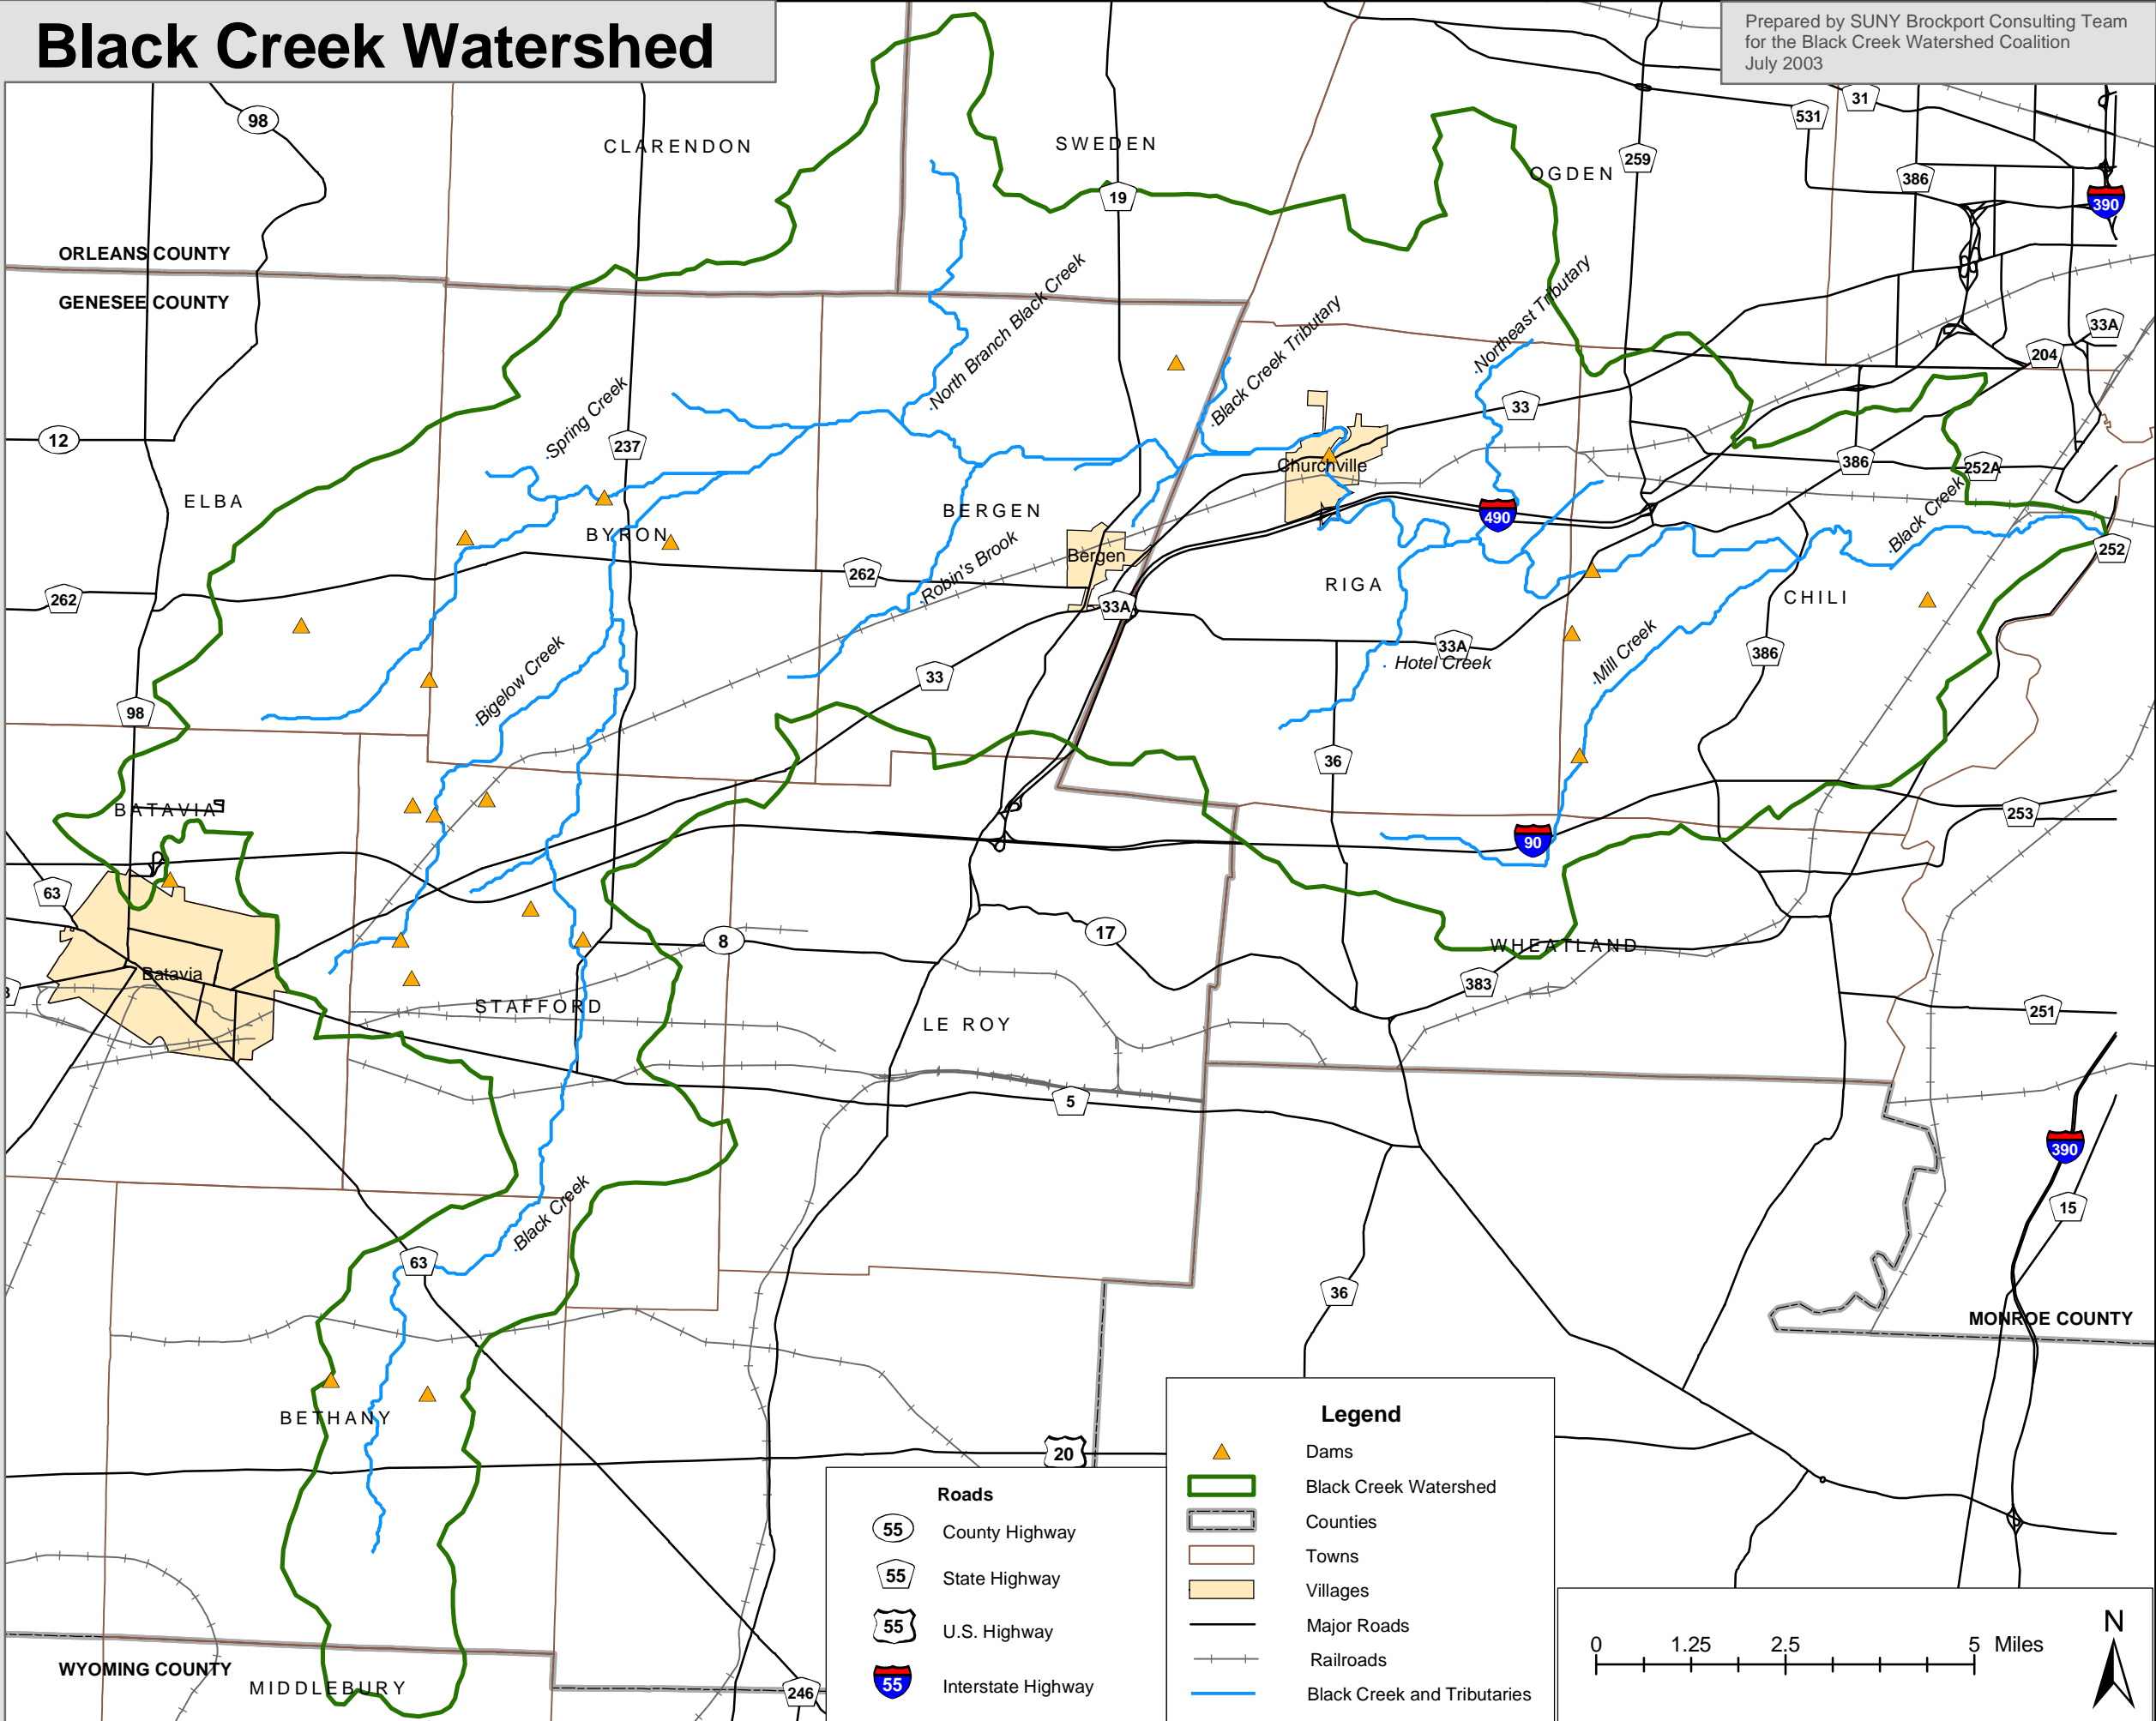 Black Creek Watershed
Prepared by SUNY Brockport Consulting Team
for the Black Creek Watershed Coalition
July 2003
31
98
531
CLARENDON
SWEDEN
259
OGDEN
386
19
390
ORLEANS COUNTY
GENESEE COUNTY
North Branch Black Creek
Black Creek Tributary
Northeast Tributary
33A
204
Spring Creek
33
12
237
Churchville
386
252A
ELBA
BERGEN
490
Black Creek
BYRON
Bergen
252
262
262
Robin's Brook
RIGA
CHILI
33A
33A
Hotel Creek
Mill Creek
386
Bigelow Creek
33
98
36
BATAVIA
253
90
63
8
17
WHEATLAND
Batavia
383
STAFFORD
LE ROY
251
5
390
Black Creek
15
63
36
MONROE COUNTY
BETHANY
20
WYOMING COUNTY
MIDDLEBURY
246
Roads
55 County Highway
55 State Highway
55 U.S. Highway
55 Interstate Highway
Legend
Dams
Black Creek Watershed
Counties
Towns
Villages
Major Roads
Railroads
Black Creek and Tributaries
0 1.25 2.5 5 Miles
N